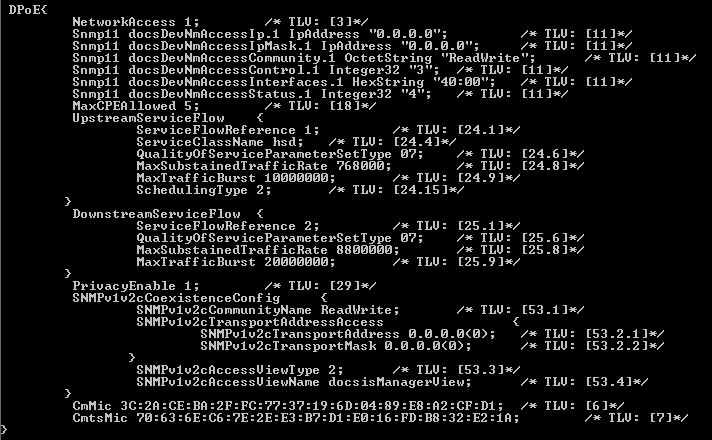 DPoE{
NetworkAccess 1; /* TLV: [3]*/
Snmp11 docsDevNmAccessIp.1 IpAddress "0.0.0.0"; /* TLV: [11]*/
Snmp11 docsDevNmAccessIpMask.1 IpAddress "0.0.0.0"; /* TLV: [11]*/
Snmp11 docsDevNmAccessCommunity.1 OctetString "ReadWrite"; /* TLV: [11]*/
Snmp11 docsDevNmAccessControl.1 Integer32 "3"; /* TLV: [11]*/
Snmp11 docsDevNmAccessInterfaces.1 HexString "40:00"; /* TLV: [11]*/
Snmp11 docsDevNmAccessStatus.1 Integer32 "4"; /* TLV: [11]*/
MaxCPEAllowed 5; /* TLV: [18]*/
UpstreamServiceFlow {
ServiceFlowReference 1; /* TLV: [24.1]*/
ServiceClassName hsd; /* TLV: [24.4]*/
QualityOfServiceParameterSetType 07; /* TLV: [24.6]*/
MaxSubstainedTrafficRate 768000; /* TLV: [24.8]*/
MaxTrafficBurst 10000000; /* TLV: [24.9]*/
SchedulingType 2; /* TLV: [24.15]*/
}
DownstreamServiceFlow {
ServiceFlowReference 2; /* TLV: [25.1]*/
QualityOfServiceParameterSetType 07; /* TLV: [25.6]*/
MaxSubstainedTrafficRate 8800000; /* TLV: [25.8]*/
MaxTrafficBurst 20000000; /* TLV: [25.9]*/
}
PrivacyEnable 1; /* TLV: [29]*/
SNMPv1v2cCoexistenceConfig {
SNMPv1v2cCommunityName ReadWrite; /* TLV: [53.1]*/
SNMPv1v2cTransportAddressAccess {
SNMPv1v2cTransportAddress 0.0.0.0(0); /* TLV: [53.2.1]*/
SNMPv1v2cTransportMask 0.0.0.0(0); /* TLV: [53.2.2]*/
}
SNMPv1v2cAccessViewType 2; /* TLV: [53.3]*/
SNMPv1v2cAccessViewName docsisManagerView; /* TLV: [53.4]*/
}
CmMic 3C:2A:CE:BA:2F:FC:77:37:19:6D:04:89:E8:A2:CF:D1; /* TLV: [6]*/
CmtsMic 70:63:6E:C6:7E:2E:E3:B7:D1:E0:16:FD:B8:32:E2:1A; /* TLV: [7]*/
}